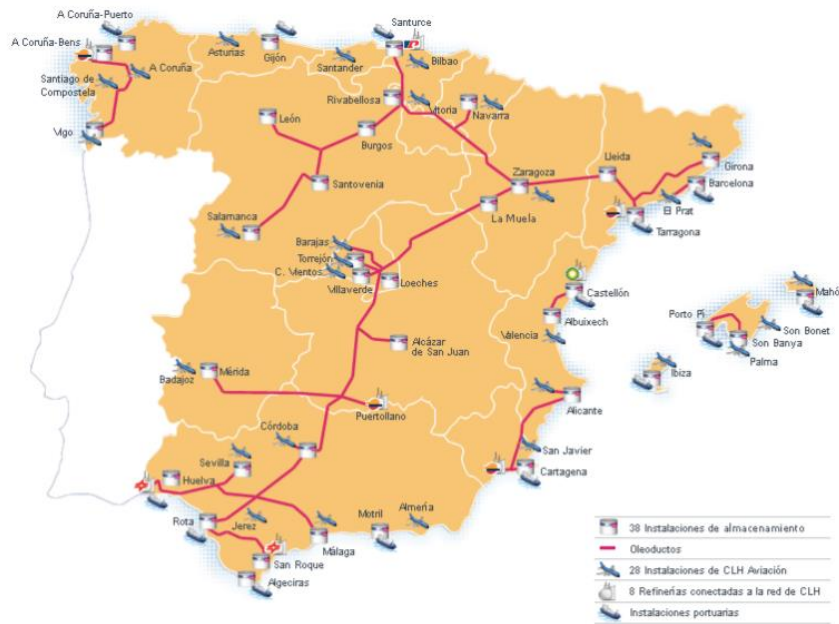 A Coruña-Puerto
A Coruña-Bens
A Coruña
Santiago de
Compostela
Vigo
Asturias
Gijón
Santander
Santurce
Bilbao
Rivabellosa
Vitoria
Navarra
León
Burgos
Santovenia
Salamanca
Zaragoza
La Muela
Lleida
Girona
Barcelona
El Prat
Tarragona
Barajas
Torrejón
C. Vientos
Villaverde
Loeches
Alcázar
de San Juan
Castellón
Albuixech
Valencia
Porto Pi
Son Banya
Palma
Son Bonet
Mahó
Ibiza
Mérida
Badajoz
Puertollano
Alicante
San Javier
Cartagena
Córdoba
Sevilla
Huelva
Rota
Jerez
San Roque
Algeciras
Málaga
Motril
Almería
38 Instalaciones de almacenamiento
Oleoductos
28 Instalaciones de CLH Aviación
8 Refinerías conectadas a la red de CLH
Instalaciones portuarias